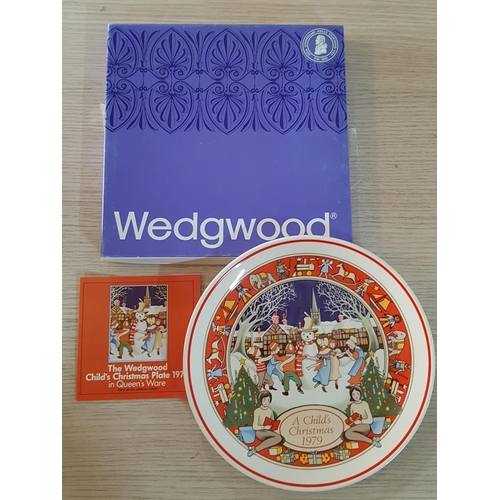 Wedgwood®
The Wedgwood
Child's Christmas Plate 197
in Queen's Ware
A Child's
Christmas
1979